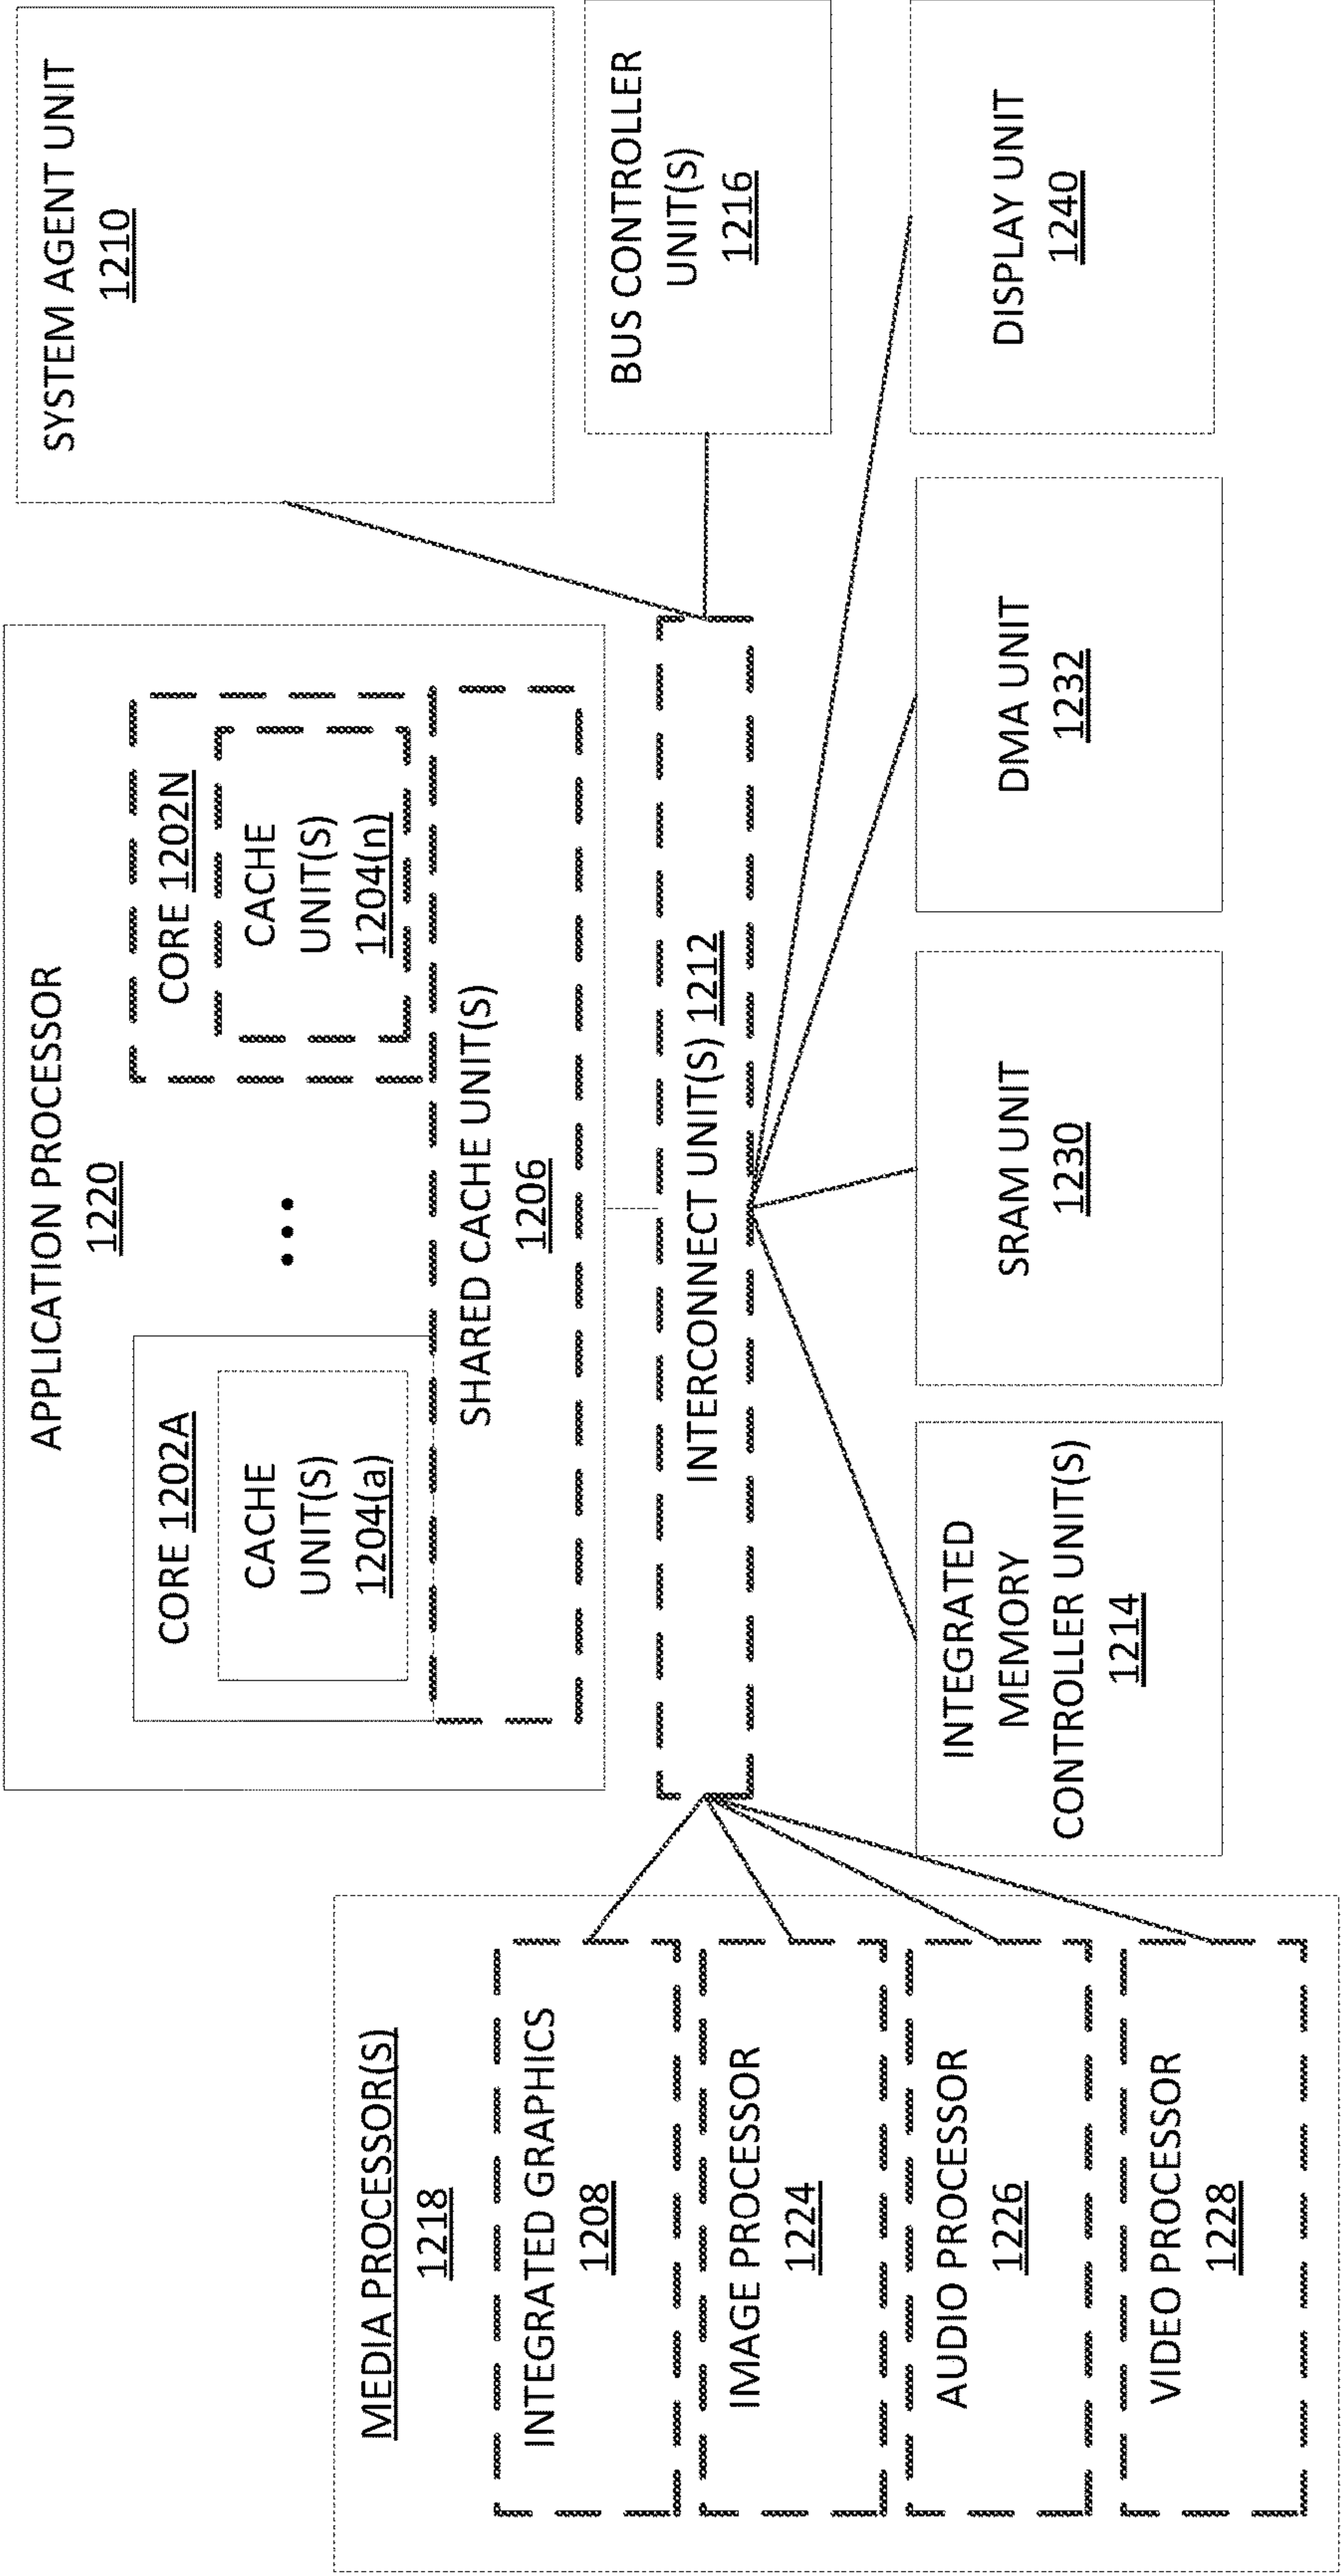 APPLICATION PROCESSOR
1220
CORE 1202A
CACHE
UNIT(S)
1204(a)
CORE 1202N
CACHE
UNIT(S)
1204(n)
SHARED CACHE UNIT(S)
1206
SYSTEM AGENT UNIT
1210
MEDIA PROCESSOR(S)
1218
INTEGRATED GRAPHICS
1208
IMAGE PROCESSOR
1224
AUDIO PROCESSOR
1226
VIDEO PROCESSOR
1228
INTERCONNECT UNIT(S) 1212
BUS CONTROLLER
UNIT(S)
1216
INTEGRATED
MEMORY
CONTROLLER UNIT(S)
1214
SRAM UNIT
1230
DMA UNIT
1232
DISPLAY UNIT
1240